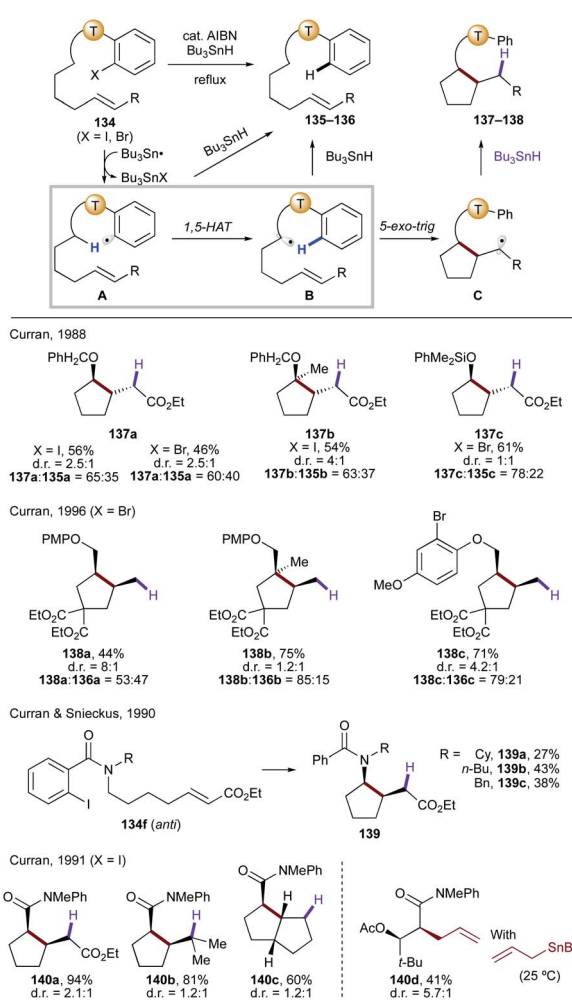 T
X
R
134
(X = I, Br)
cat. AIBN
Bu3SnH
reflux
T
H
R
135–136
T Ph
H
R
137–138
Bu3Sn•
Bu3SnX
Bu3SnH
Bu3SnH
Bu3SnH
T
H
R
A
1,5-HAT
T
H
R
B
5-exo-trig
T Ph
R
C
Curran, 1988
PhH2CO
H
CO2Et
137a
X = I, 56%
d.r. = 2.5:1
137a:135a = 65:35
X = Br, 46%
d.r. = 2.5:1
137a:135a = 60:40
PhH2CO
Me
H
CO2Et
137b
X = I, 54%
d.r. = 4:1
137b:135b = 63:37
PhMe2SiO
H
CO2Et
137c
X = Br, 61%
d.r. = 1:1
137c:135c = 78:22
Curran, 1996 (X = Br)
PMPO
H
EtO2C
EtO2C
138a, 44%
d.r. = 8:1
138a:136a = 53:47
PMPO
Me
H
EtO2C
EtO2C
138b, 75%
d.r. = 1.2:1
138b:136b = 85:15
Br
O
MeO
H
EtO2C
EtO2C
138c, 71%
d.r. = 4.2:1
138c:136c = 79:21
Curran & Snieckus, 1990
O
N R
I
CO2Et
134f (anti)
O
Ph N R
H
CO2Et
139
R = Cy, 139a, 27%
n-Bu, 139b, 43%
Bn, 139c, 38%
Curran, 1991 (X = I)
O NMePh
H
CO2Et
140a, 94%
d.r. = 2.1:1
O NMePh
H
Me
Me
140b, 81%
d.r. = 1.2:1
O NMePh
H H
H
140c, 60%
d.r. = 1.2:1
O NMePh
AcO
t-Bu
140d, 41%
d.r. = 5.7:1
With
SnB
(25 ºC)